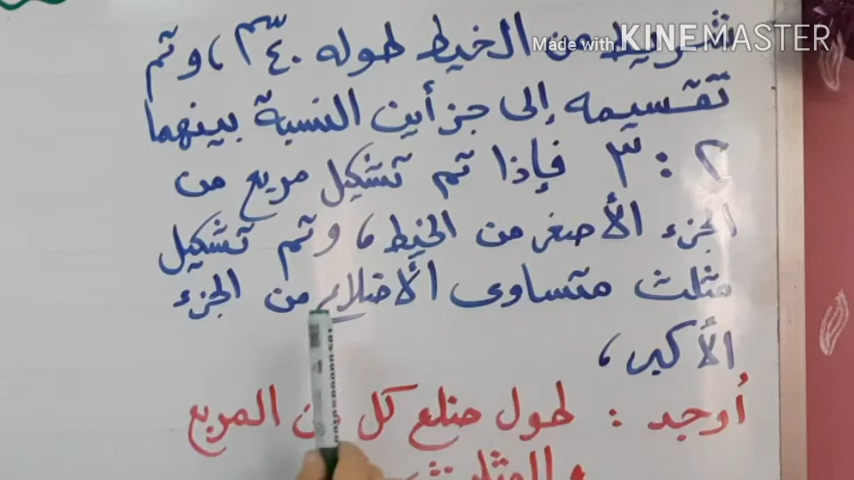 Made with KINEMASTER
شريط من الخيط طوله ٤٠ سم ، وتم
تقسيمه إلى جزأين النسبة بينهما
٢ : ٣ فإذا تم تشكيل مربع من
الجزء الأصغر من الخيط ، وتم تشكيل
مثلث متساوى الأضلاع من الجزء
الأكبر ،
أوجد : طول ضلع كل من المربع
والمثلث